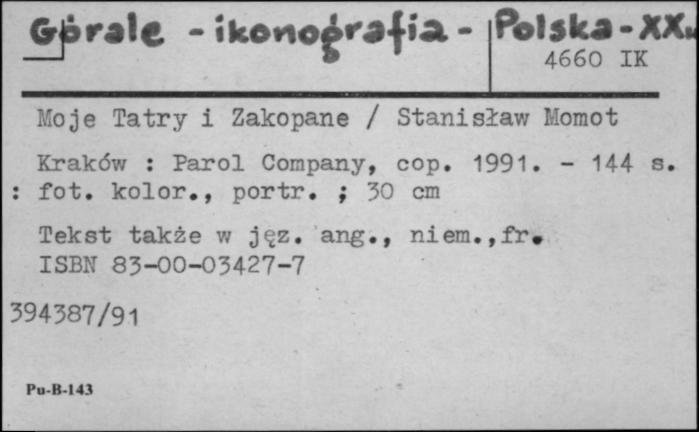 Górale - ikonografia - Polska - XXw
4660 IK
Moje Tatry i Zakopane / Stanisław Momot
Kraków : Parol Company, cop. 1991. - 144 s.
: fot. kolor., portr. ; 30 cm
Tekst także w jęz. ang., niem.,fr.
ISBN 83-00-03427-7
394387/91
Pu-B-143